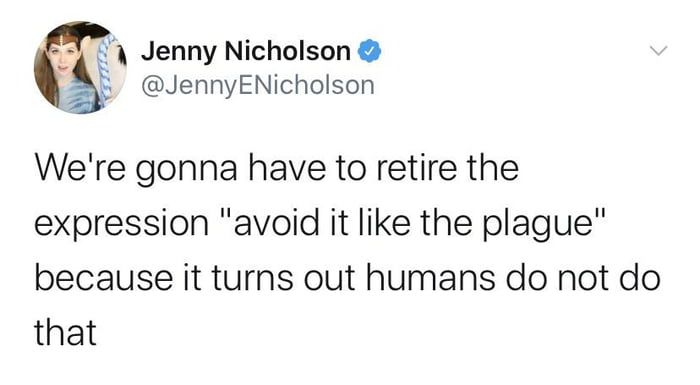 Jenny Nicholson
@JennyENicholson
We're gonna have to retire the
expression "avoid it like the plague"
because it turns out humans do not do
that